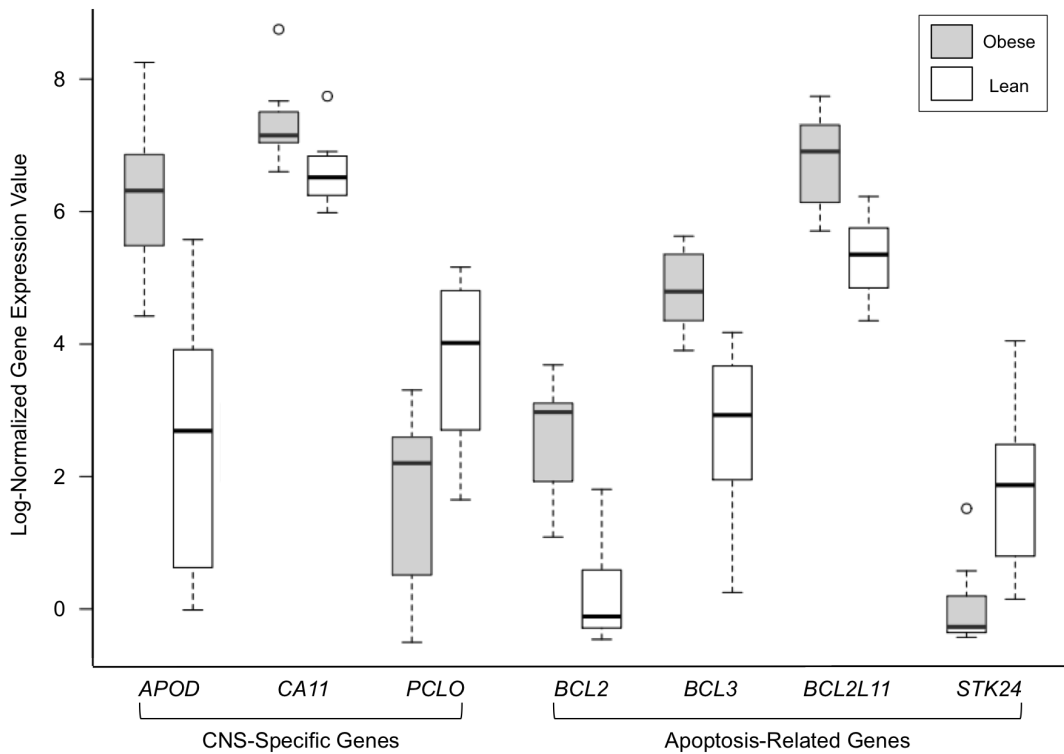 Obese
Lean
Log-Normalized Gene Expression Value
8
6
4
2
0
APOD CA11 PCLO BCL2 BCL3 BCL2L11 STK24
CNS-Specific Genes Apoptosis-Related Genes